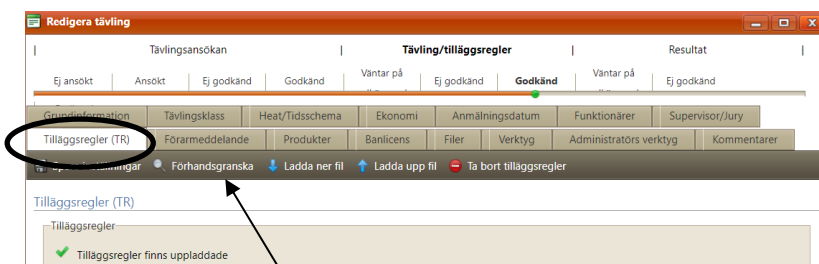 Redigera tävling
Tävlingsansökan Tävling/tilläggsregler Resultat
Ej ansökt Ansökt Ej godkänd Godkänd Väntar på Ej godkänd Godkänd Väntar på Ej godkänd
Grundinformation Tävlingsklass Heat/Tidsschema Ekonomi Anmälningsdatum Funktionärer Supervisor/Jury
Tilläggsregler (TR) Förarmeddelande Produkter Banlicens Filer Verktyg Administratörs verktyg Kommentarer
Förhandsgranska Ladda ner fil Ladda upp fil Ta bort tilläggsregler
Tilläggsregler (TR)
Tilläggsregler
Tilläggsregler finns uppladdade